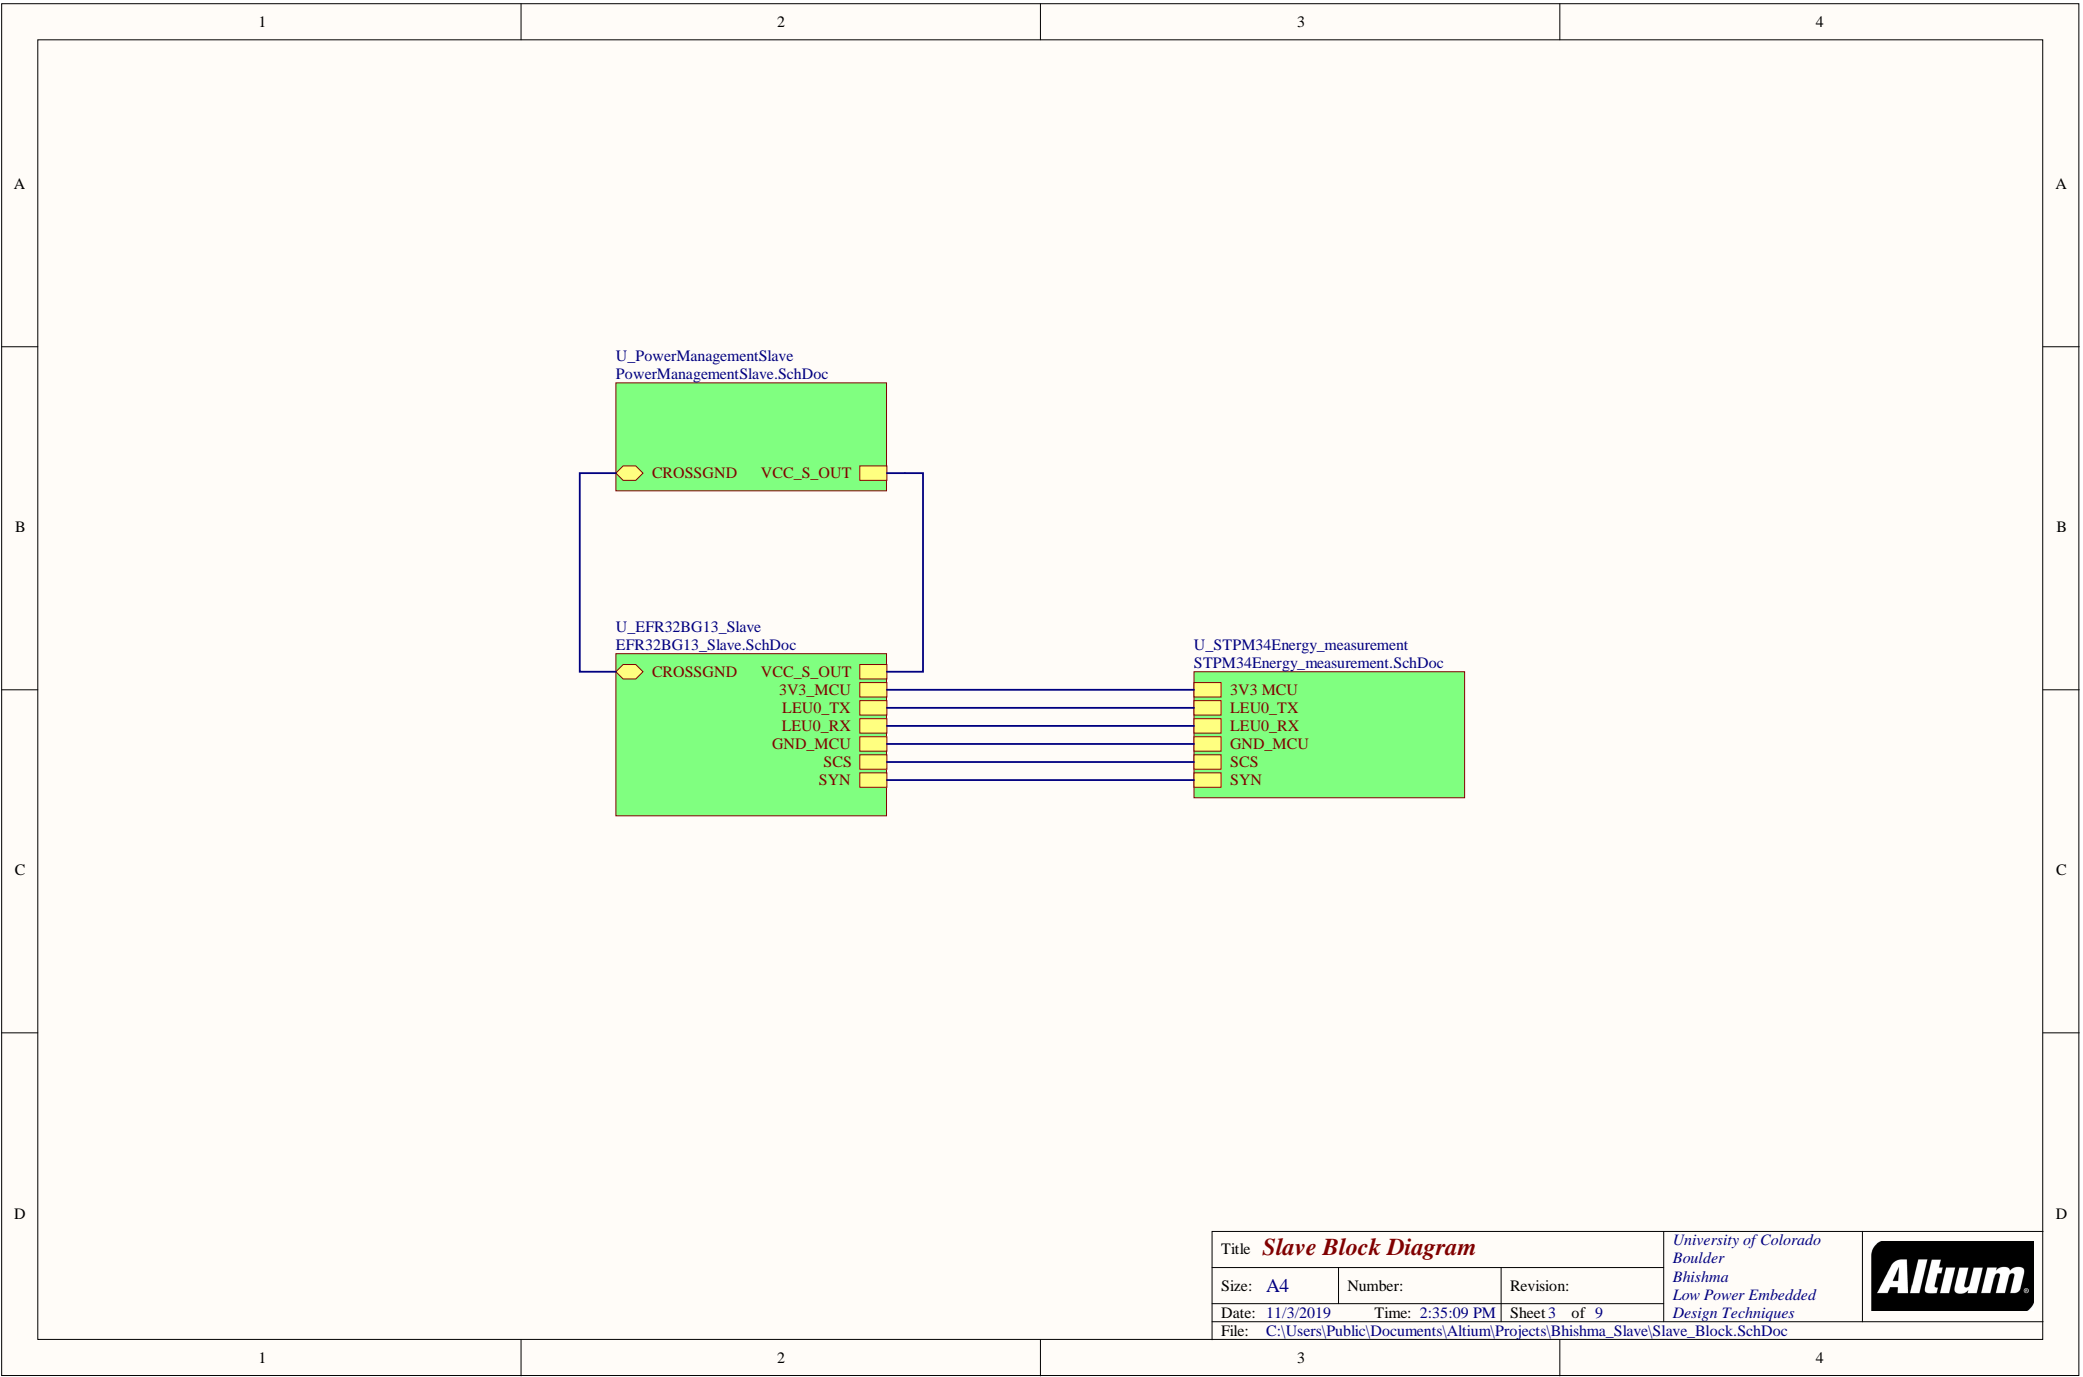 1 2 3 4
A A
U_PowerManagementSlave
PowerManagementSlave.SchDoc
CROSSGND VCC_S_OUT
B B
U_EFR32BG13_Slave
EFR32BG13_Slave.SchDoc
CROSSGND VCC_S_OUT
3V3_MCU
LEU0_TX
LEU0_RX
GND_MCU
SCS
SYN
U_STPM34Energy_measurement
STPM34Energy_measurement.SchDoc
3V3 MCU
LEU0_TX
LEU0_RX
GND_MCU
SCS
SYN
C C
D D
Title Slave Block Diagram
Size: A4 Number: Revision:
Date: 11/3/2019 Time: 2:35:09 PM Sheet 3 of 9
File: C:\Users\Public\Documents\Altium\Projects\Bhishma_Slave\Slave_Block.SchDoc
University of Colorado
Boulder
Bhishma
Low Power Embedded
Design Techniques
Altıum®
1 2 3 4